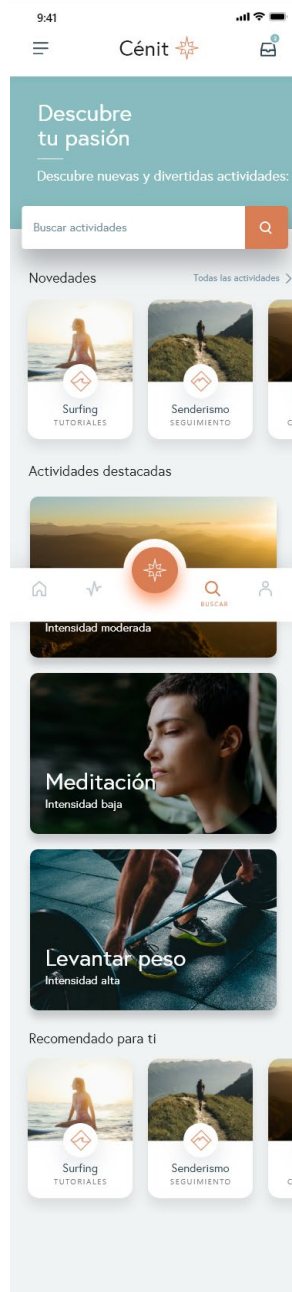 9:41
Cénit
Descubre
tu pasión
Descubre nuevas y divertidas actividades:
Buscar actividades
Novedades
Todas las actividades
Surfing
TUTORIALES
Senderismo
SEGUIMIENTO
Actividades destacadas
BUSCAR
Intensidad moderada
Meditación
Intensidad baja
Levantar peso
Intensidad alta
Recomendado para ti
Surfing
TUTORIALES
Senderismo
SEGUIMIENTO